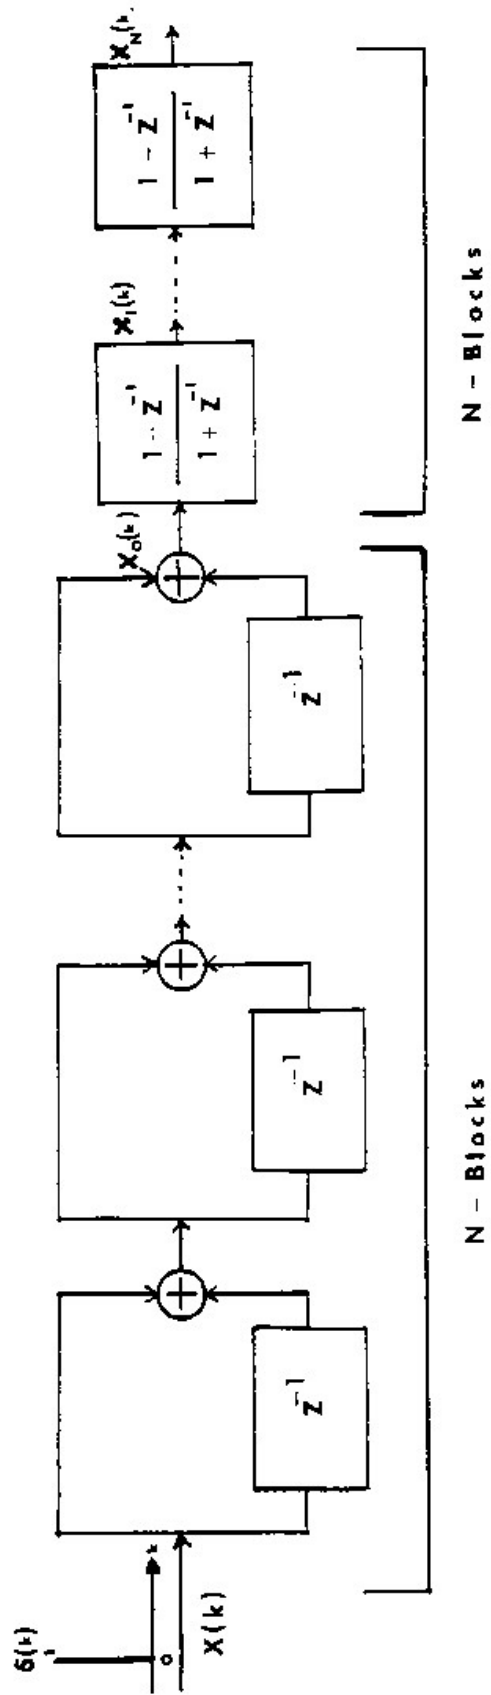 δ(k)
k
0
X(k)
z⁻¹
z⁻¹
z⁻¹
X₀(k)
1 - z⁻¹
1 + z⁻¹
X₁(k)
1 - z⁻¹
1 + z⁻¹
X_N(k)
N - Blocks
N - Blocks